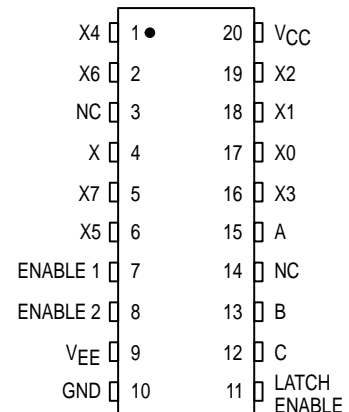 X4 1 20 VCC
X6 2 19 X2
NC 3 18 X1
X 4 17 X0
X7 5 16 X3
X5 6 15 A
ENABLE 1 7 14 NC
ENABLE 2 8 13 B
VEE 9 12 C
GND 10 11 LATCH
ENABLE